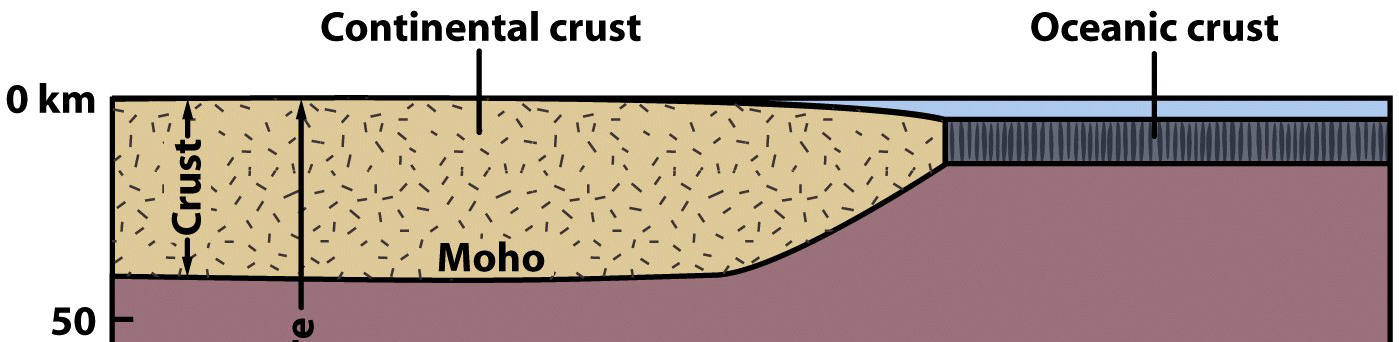 Continental crust
Oceanic crust
0 km
Crust
Moho
50